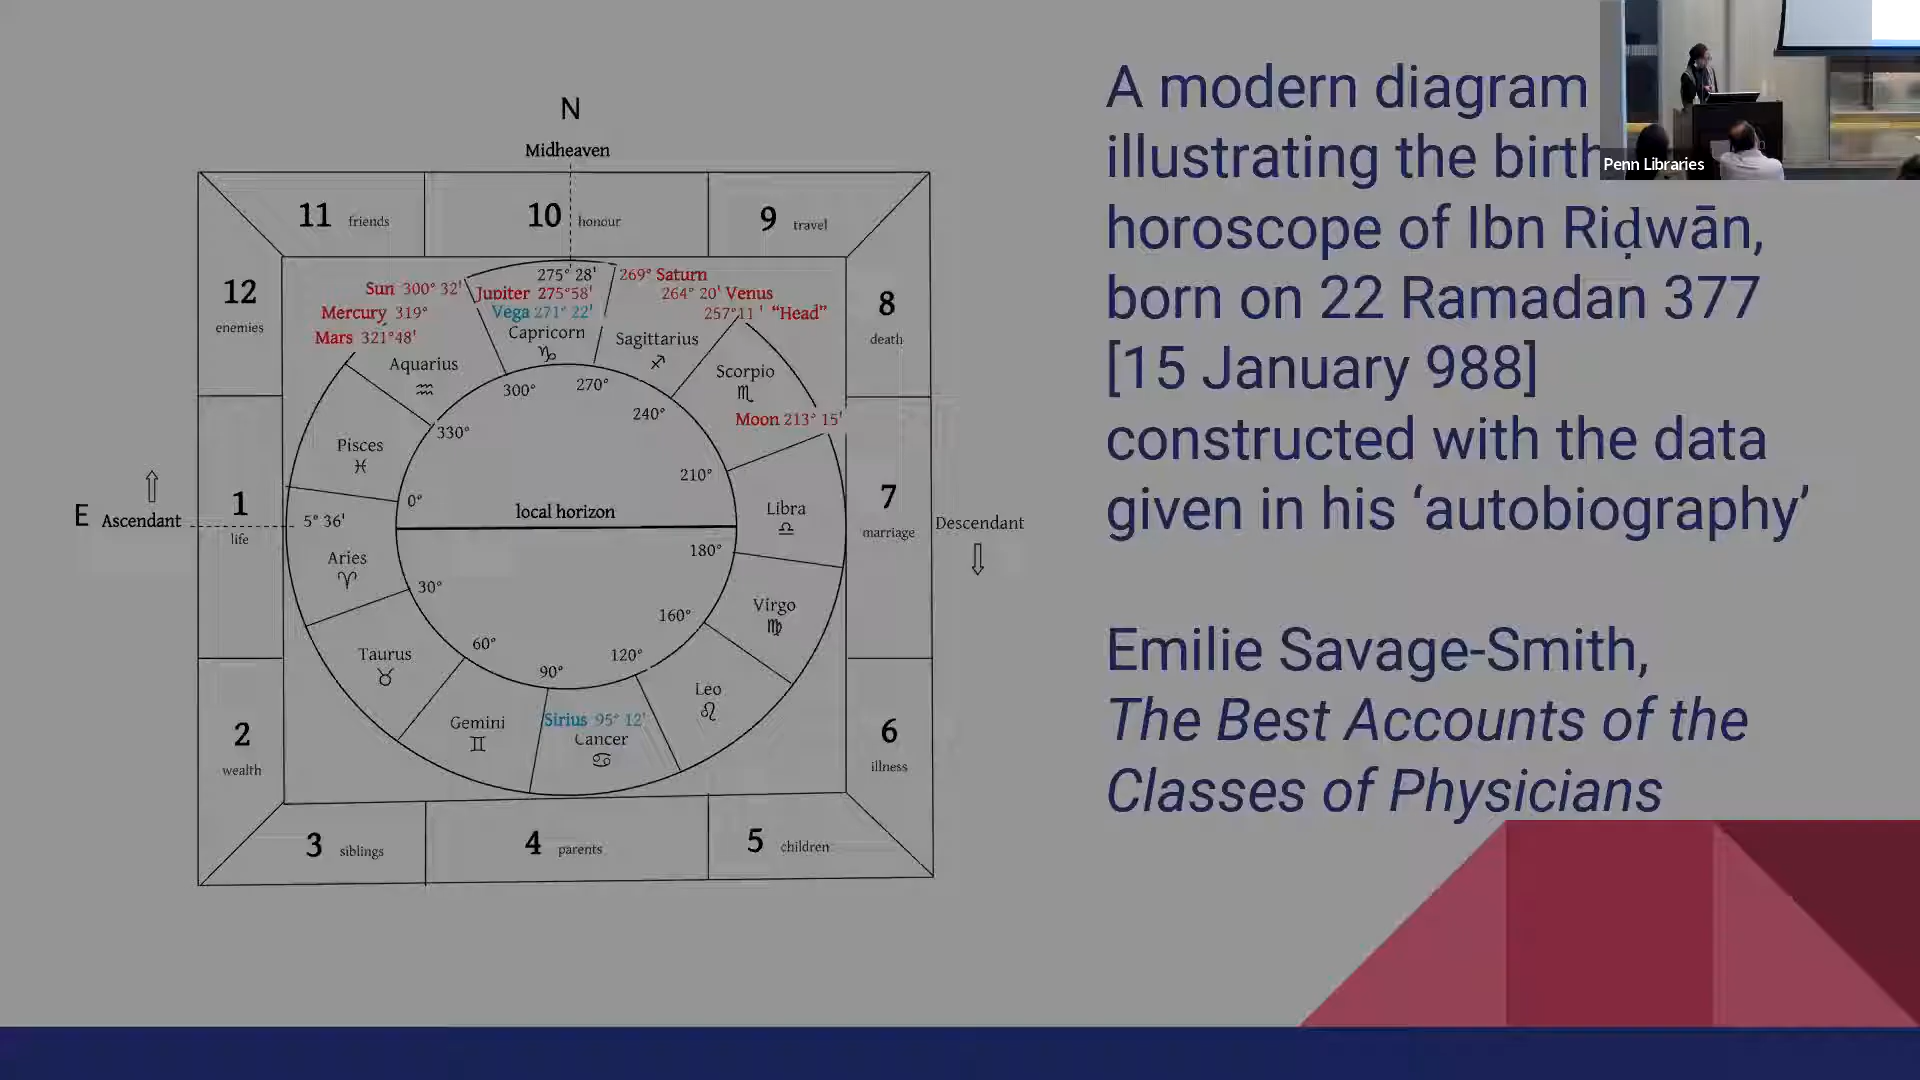 N
Midheaven
11 friends
10 honour
9 travel
12
enemies
8
death
275° 28'
269° Saturn
Sun 300° 32'
Jupiter 275°58'
264° 20' Venus
Mercury 319°
Vega 271° 22'
257°11 ' “Head”
Mars 321°48'
Capricorn
♑
Sagittarius
♐
Aquarius
♒
Scorpio
♏
300°
270°
240°
Moon 213° 15'
330°
Pisces
♓
210°
0°
1
life
7
marriage
E Ascendant
5° 36'
local horizon
Libra
♎
Descendant
180°
Aries
♈
30°
Virgo
♍
160°
Taurus
♉
60°
120°
90°
Leo
♌
Gemini
♊
Sirius 95° 12'
Cancer
♋
2
wealth
6
illness
3 siblings
4 parents
5 children
A modern diagram
illustrating the birth
horoscope of Ibn Riḍwān,
born on 22 Ramadan 377
[15 January 988]
constructed with the data
given in his ‘autobiography’
Emilie Savage-Smith,
The Best Accounts of the
Classes of Physicians
Penn Libraries